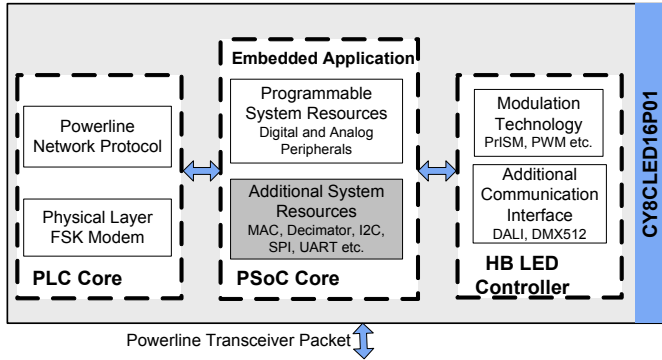 Embedded Application
Powerline
Network Protocol
Physical Layer
FSK Modem
PLC Core
Programmable
System Resources
Digital and Analog
Peripherals
Additional System
Resources
MAC, Decimator, I2C,
SPI, UART etc.
PSoC Core
Modulation
Technology
PrISM, PWM etc.
Additional
Communication
Interface
DALI, DMX512
HB LED
Controller
CY8CLED16P01
Powerline Transceiver Packet